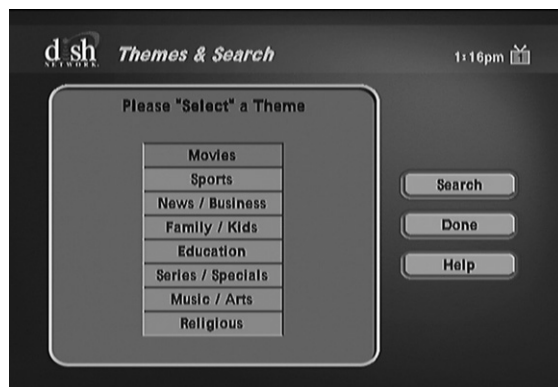 dish
NETWORK
Themes & Search
1:16pm
1
Please "Select" a Theme
Movies
Sports
News / Business
Family / Kids
Education
Series / Specials
Music / Arts
Religious
Search
Done
Help